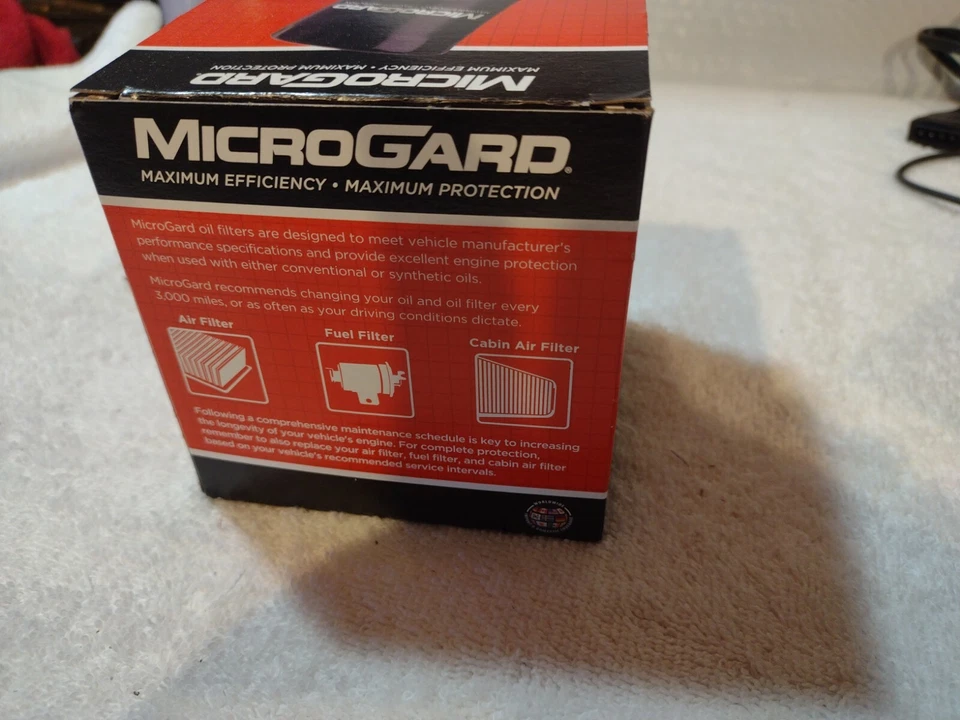 MICROGARD
MICROGARD
MAXIMUM EFFICIENCY • MAXIMUM PROTECTION
MICROGARD.
MAXIMUM EFFICIENCY • MAXIMUM PROTECTION
MicroGard oil filters are designed to meet vehicle manufacturer's
performance specifications and provide excellent engine protection
when used with either conventional or synthetic oils.
MicroGard recommends changing your oil and oil filter every
3,000 miles, or as often as your driving conditions dictate.
Air Filter
Fuel Filter
Cabin Air Filter
Following a comprehensive maintenance schedule is key to increasing
the longevity of your vehicle's engine. For complete protection,
remember to also replace your air filter, fuel filter, and cabin air filter
based on your vehicle's recommended service intervals.